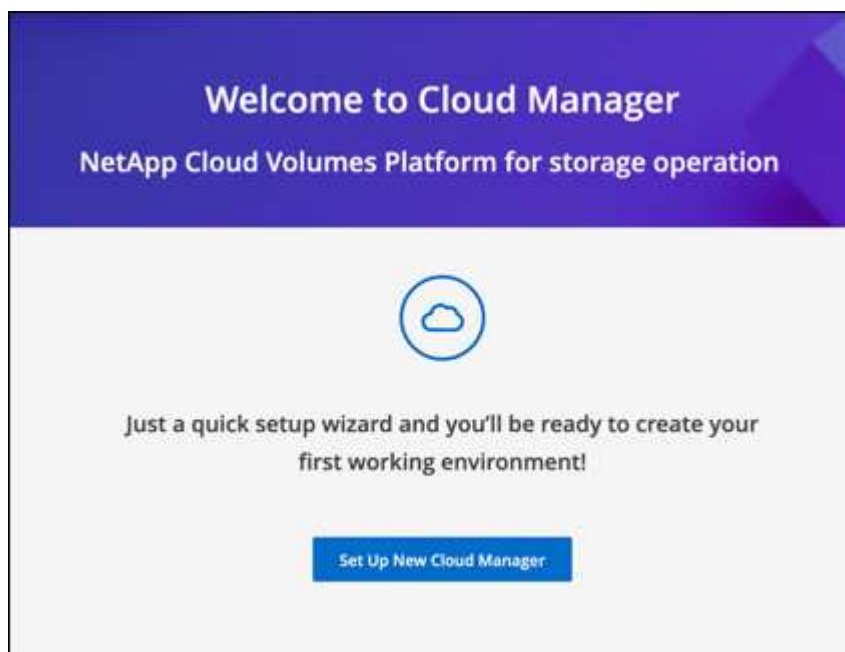 Welcome to Cloud Manager
NetApp Cloud Volumes Platform for storage operation
Just a quick setup wizard and you'll be ready to create your
first working environment!
Set Up New Cloud Manager